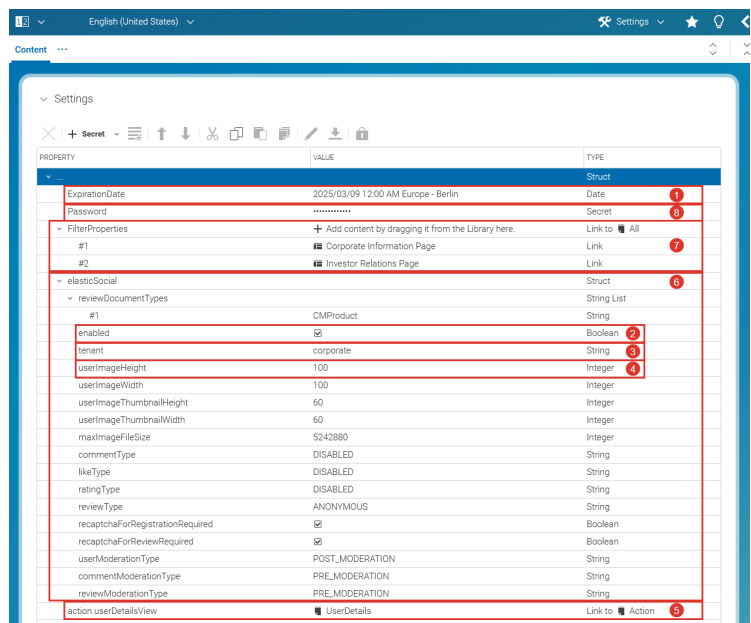 English (United States) Settings
Content ...
Settings
+ Secret
PROPERTY VALUE TYPE
... Struct
ExpirationDate 2025/03/09 12:00 AM Europe - Berlin Date 1
Password ••••••••••••• Secret 8
FilterProperties + Add content by dragging it from the Library here. Link to All
#1 Corporate Information Page Link 7
#2 Investor Relations Page Link
elasticSocial Struct 6
reviewDocumentTypes String List
#1 CMProduct String
enabled Boolean 2
tenant corporate String 3
userImageHeight 100 Integer 4
userImageWidth 100 Integer
userImageThumbnailHeight 60 Integer
userImageThumbnailWidth 60 Integer
maxImageFileSize 5242880 Integer
commentType DISABLED String
likeType DISABLED String
ratingType DISABLED String
reviewType ANONYMOUS String
recaptchaForRegistrationRequired Boolean
recaptchaForReviewRequired Boolean
userModerationType POST_MODERATION String
commentModerationType PRE_MODERATION String
reviewModerationType PRE_MODERATION String
action.userDetailsView UserDetails Link to Action 5